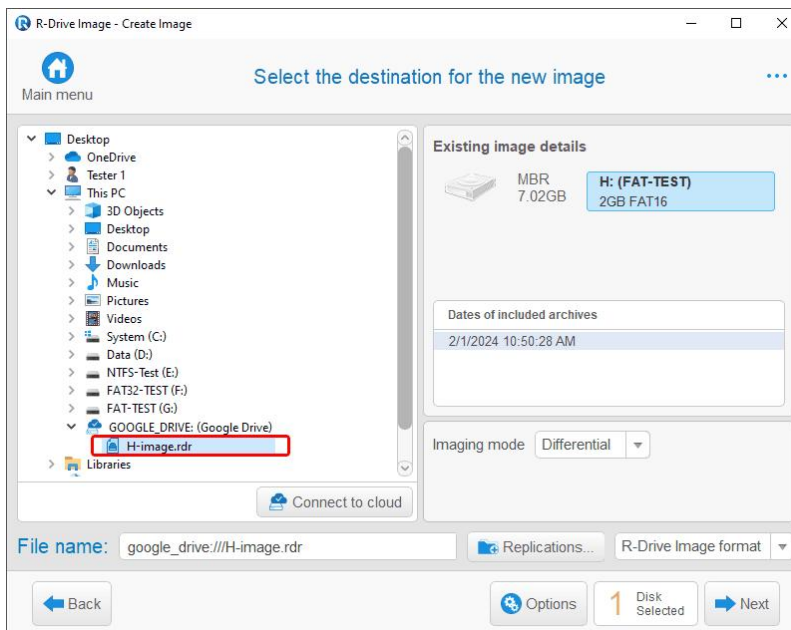 R-Drive Image - Create Image
Main menu
Select the destination for the new image
Desktop
OneDrive
Tester 1
This PC
3D Objects
Desktop
Documents
Downloads
Music
Pictures
Videos
System (C:)
Data (D:)
NTFS-Test (E:)
FAT32-TEST (F:)
FAT-TEST (G:)
GOOGLE_DRIVE: (Google Drive)
H-image.rdr
Libraries
Connect to cloud
Existing image details
MBR
7.02GB
H: (FAT-TEST)
2GB FAT16
Dates of included archives
2/1/2024 10:50:28 AM
Imaging mode Differential
File name: google_drive:///H-image.rdr
Replications...
R-Drive Image format
Back
Options
1 Disk
Selected
Next